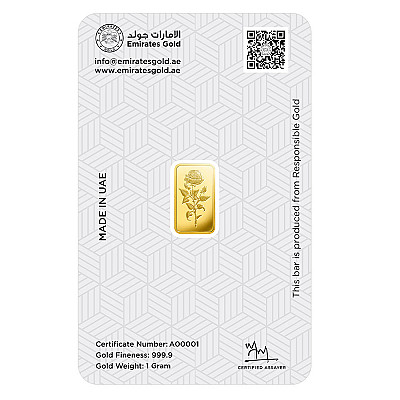 الامارات جولد
Emirates Gold
info@emiratesgold.ae
www.emiratesgold.ae
MADE IN UAE
This bar is produced from Responsible Gold
Certificate Number: A00001
Gold Fineness: 999.9
Gold Weight: 1 Gram
CERTIFIED ASSAYER